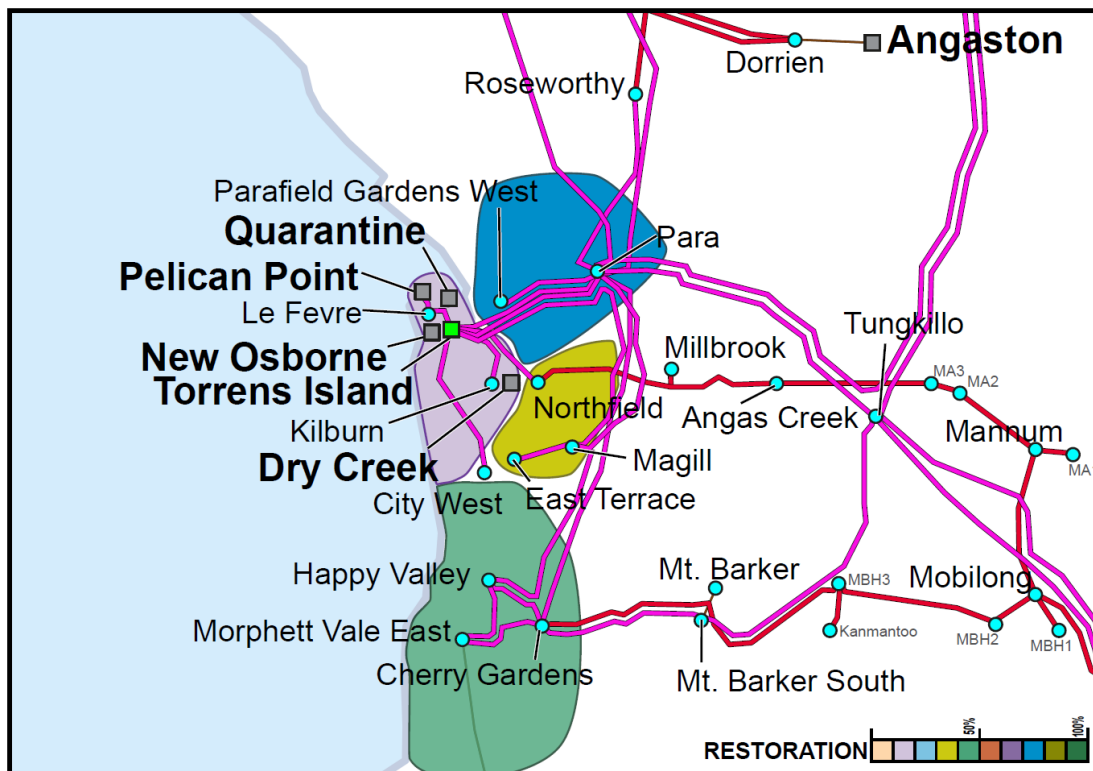 Angaston
Dorrien
Roseworthy
Parafield Gardens West
Quarantine
Para
Pelican Point
Le Fevre
Tungkillo
New Osborne
Millbrook
Torrens Island
MA3
MA2
Northfield
Angas Creek
Kilburn
Mannum
Dry Creek
Magill
MA1
City West
East Terrace
Happy Valley
Mt. Barker
MBH3
Mobilong
Morphett Vale East
Kanmantoo
MBH2
MBH1
Cherry Gardens
Mt. Barker South
50%
100%
RESTORATION